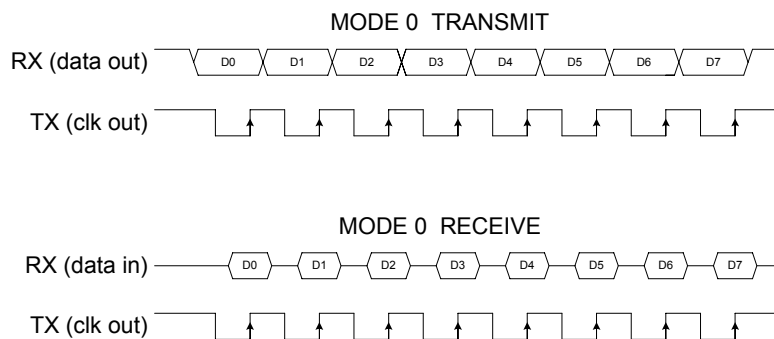 MODE 0 TRANSMIT
RX (data out) D0 D1 D2 D3 D4 D5 D6 D7
TX (clk out)
MODE 0 RECEIVE
RX (data in) D0 D1 D2 D3 D4 D5 D6 D7
TX (clk out)